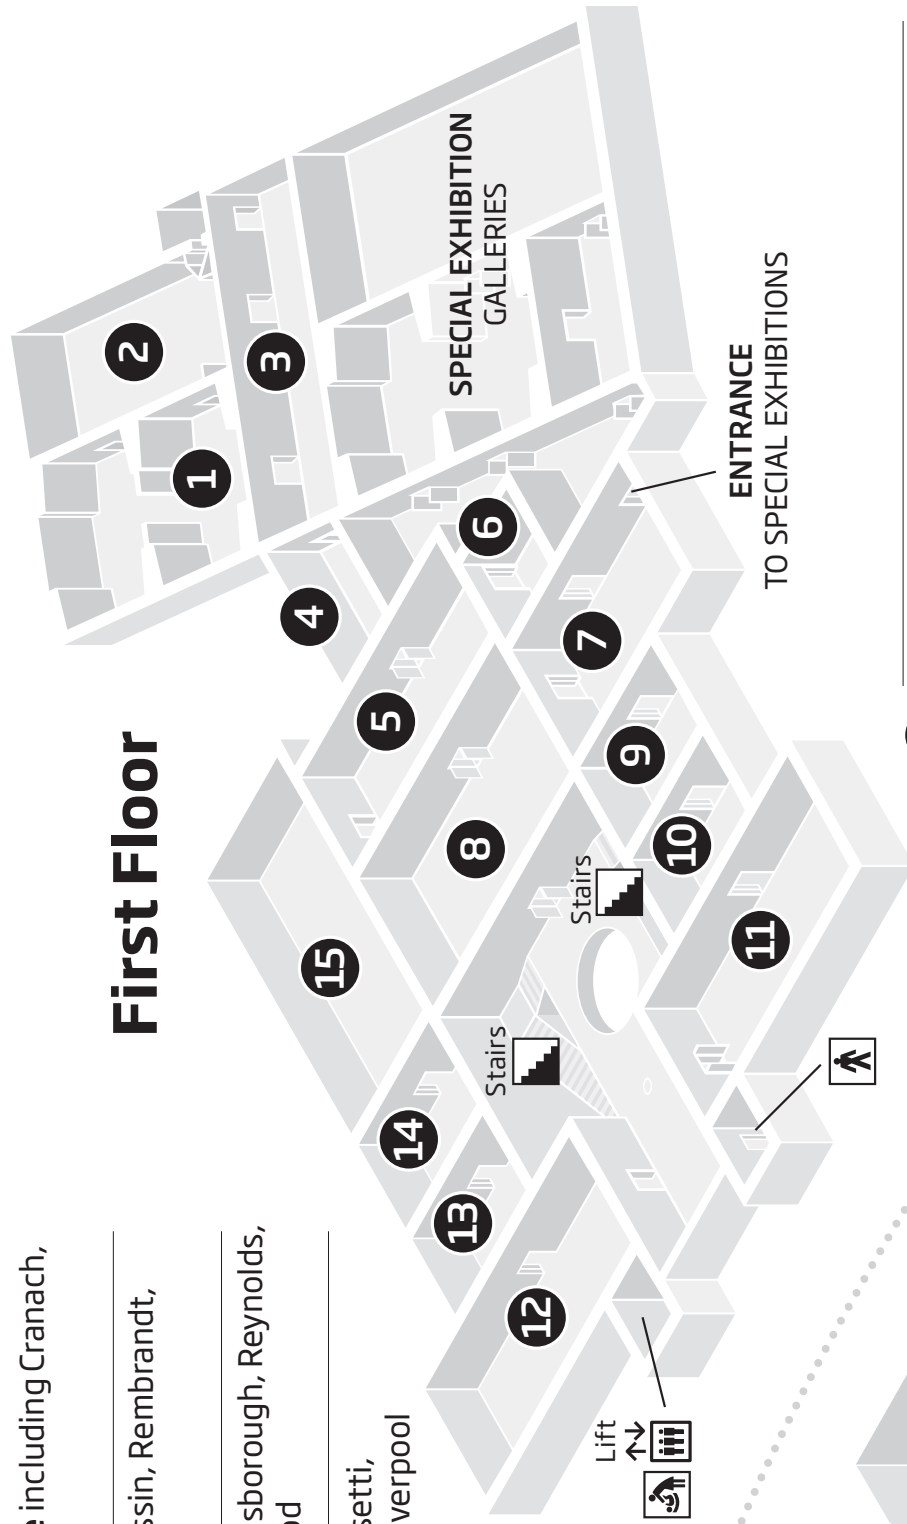 e including Cranach,
ssin, Rembrandt,
sborough, Reynolds,
od
setti,
verpool
First Floor
2
1
3
4
15
5
14
SPECIAL EXHIBITION
GALLERIES
13
8
6
Stairs
12
Stairs
7
9
Lift
10
11
ENTRANCE
TO SPECIAL EXHIBITIONS